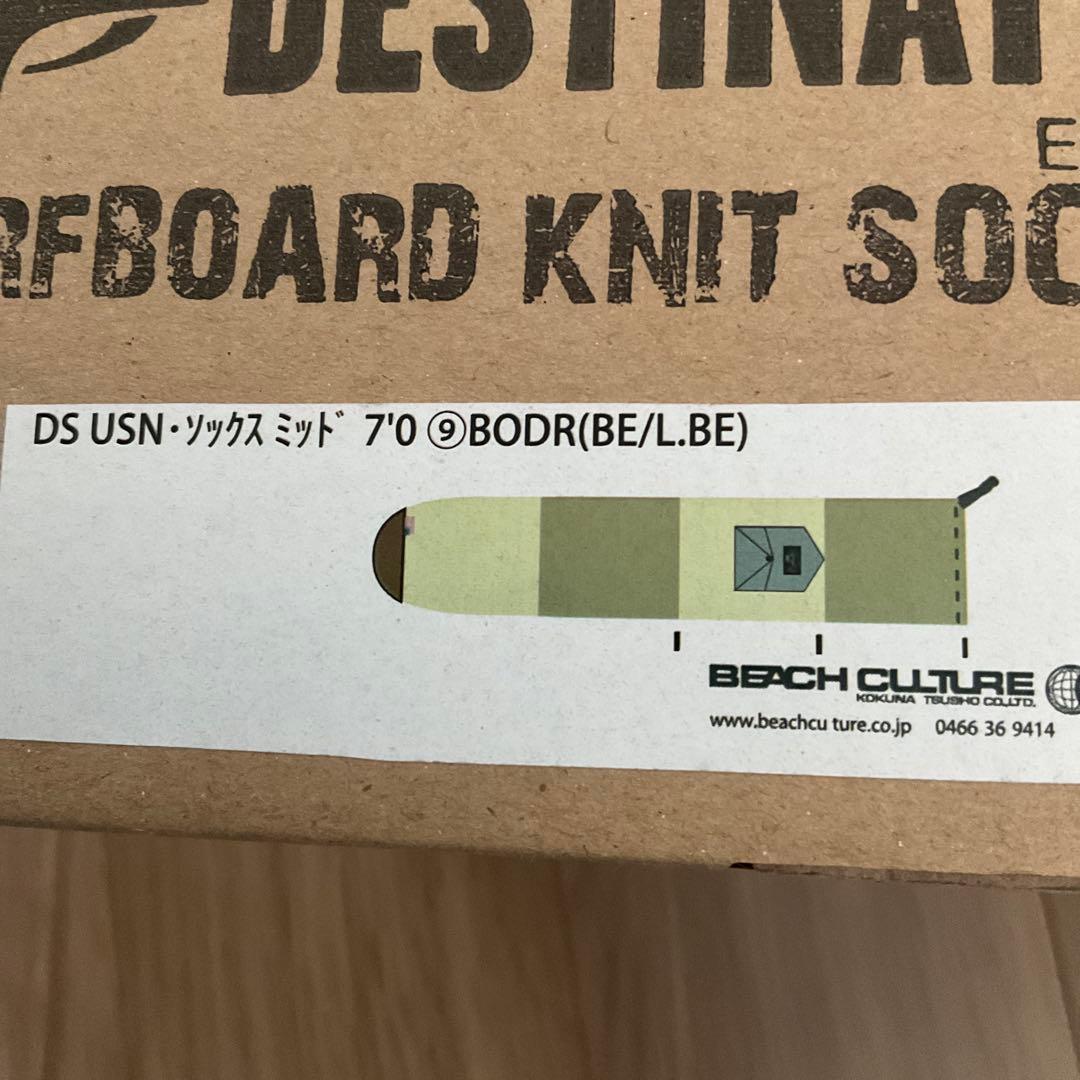 DESTINAT
E
RFBOARD KNIT SOC
DS USN・ソックス ミッド 7'0 ⑨BODR(BE/L.BE)
BEACH CULTURE
KOKUNA TSUSHO CO.,LTD.
www.beachcu ture.co.jp 0466 36 9414